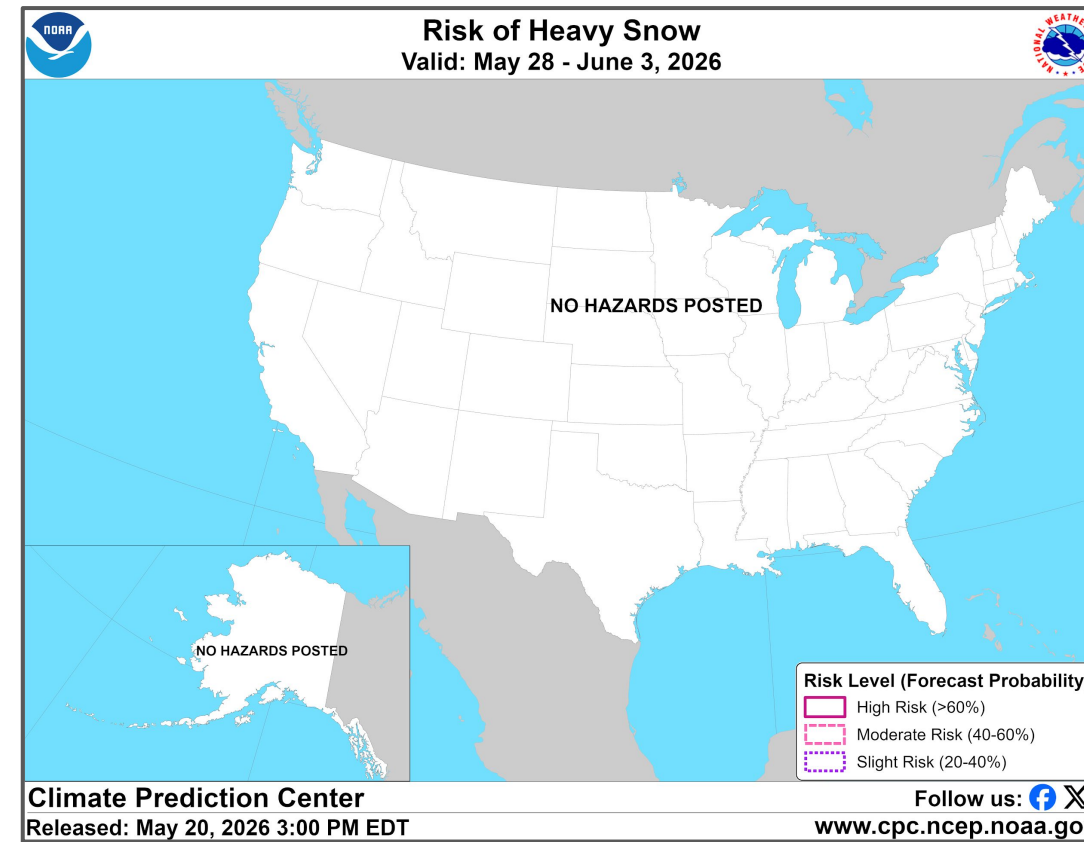 NOAA
Risk of Heavy Snow
Valid: May 28 - June 3, 2026
NATIONAL WEATHE
NO HAZARDS POSTED
NO HAZARDS POSTED
Risk Level (Forecast Probability
High Risk (>60%)
Moderate Risk (40-60%)
Slight Risk (20-40%)
Climate Prediction Center
Follow us:
Released: May 20, 2026 3:00 PM EDT
www.cpc.ncep.noaa.go